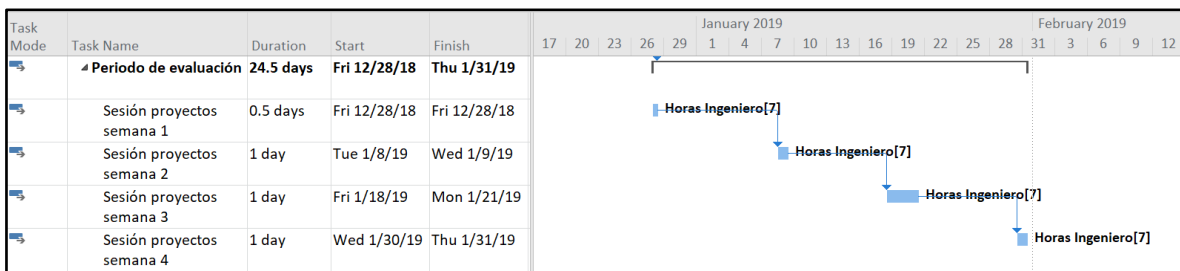 Task Mode Task Name Duration Start Finish
January 2019 February 2019
17 20 23 26 29 1 4 7 10 13 16 19 22 25 28 31 3 6 9 12
Periodo de evaluación 24.5 days Fri 12/28/18 Thu 1/31/19
Sesión proyectos semana 1 0.5 days Fri 12/28/18 Fri 12/28/18 Horas Ingeniero[7]
Sesión proyectos semana 2 1 day Tue 1/8/19 Wed 1/9/19 Horas Ingeniero[7]
Sesión proyectos semana 3 1 day Fri 1/18/19 Mon 1/21/19 Horas Ingeniero[7]
Sesión proyectos semana 4 1 day Wed 1/30/19 Thu 1/31/19 Horas Ingeniero[7]